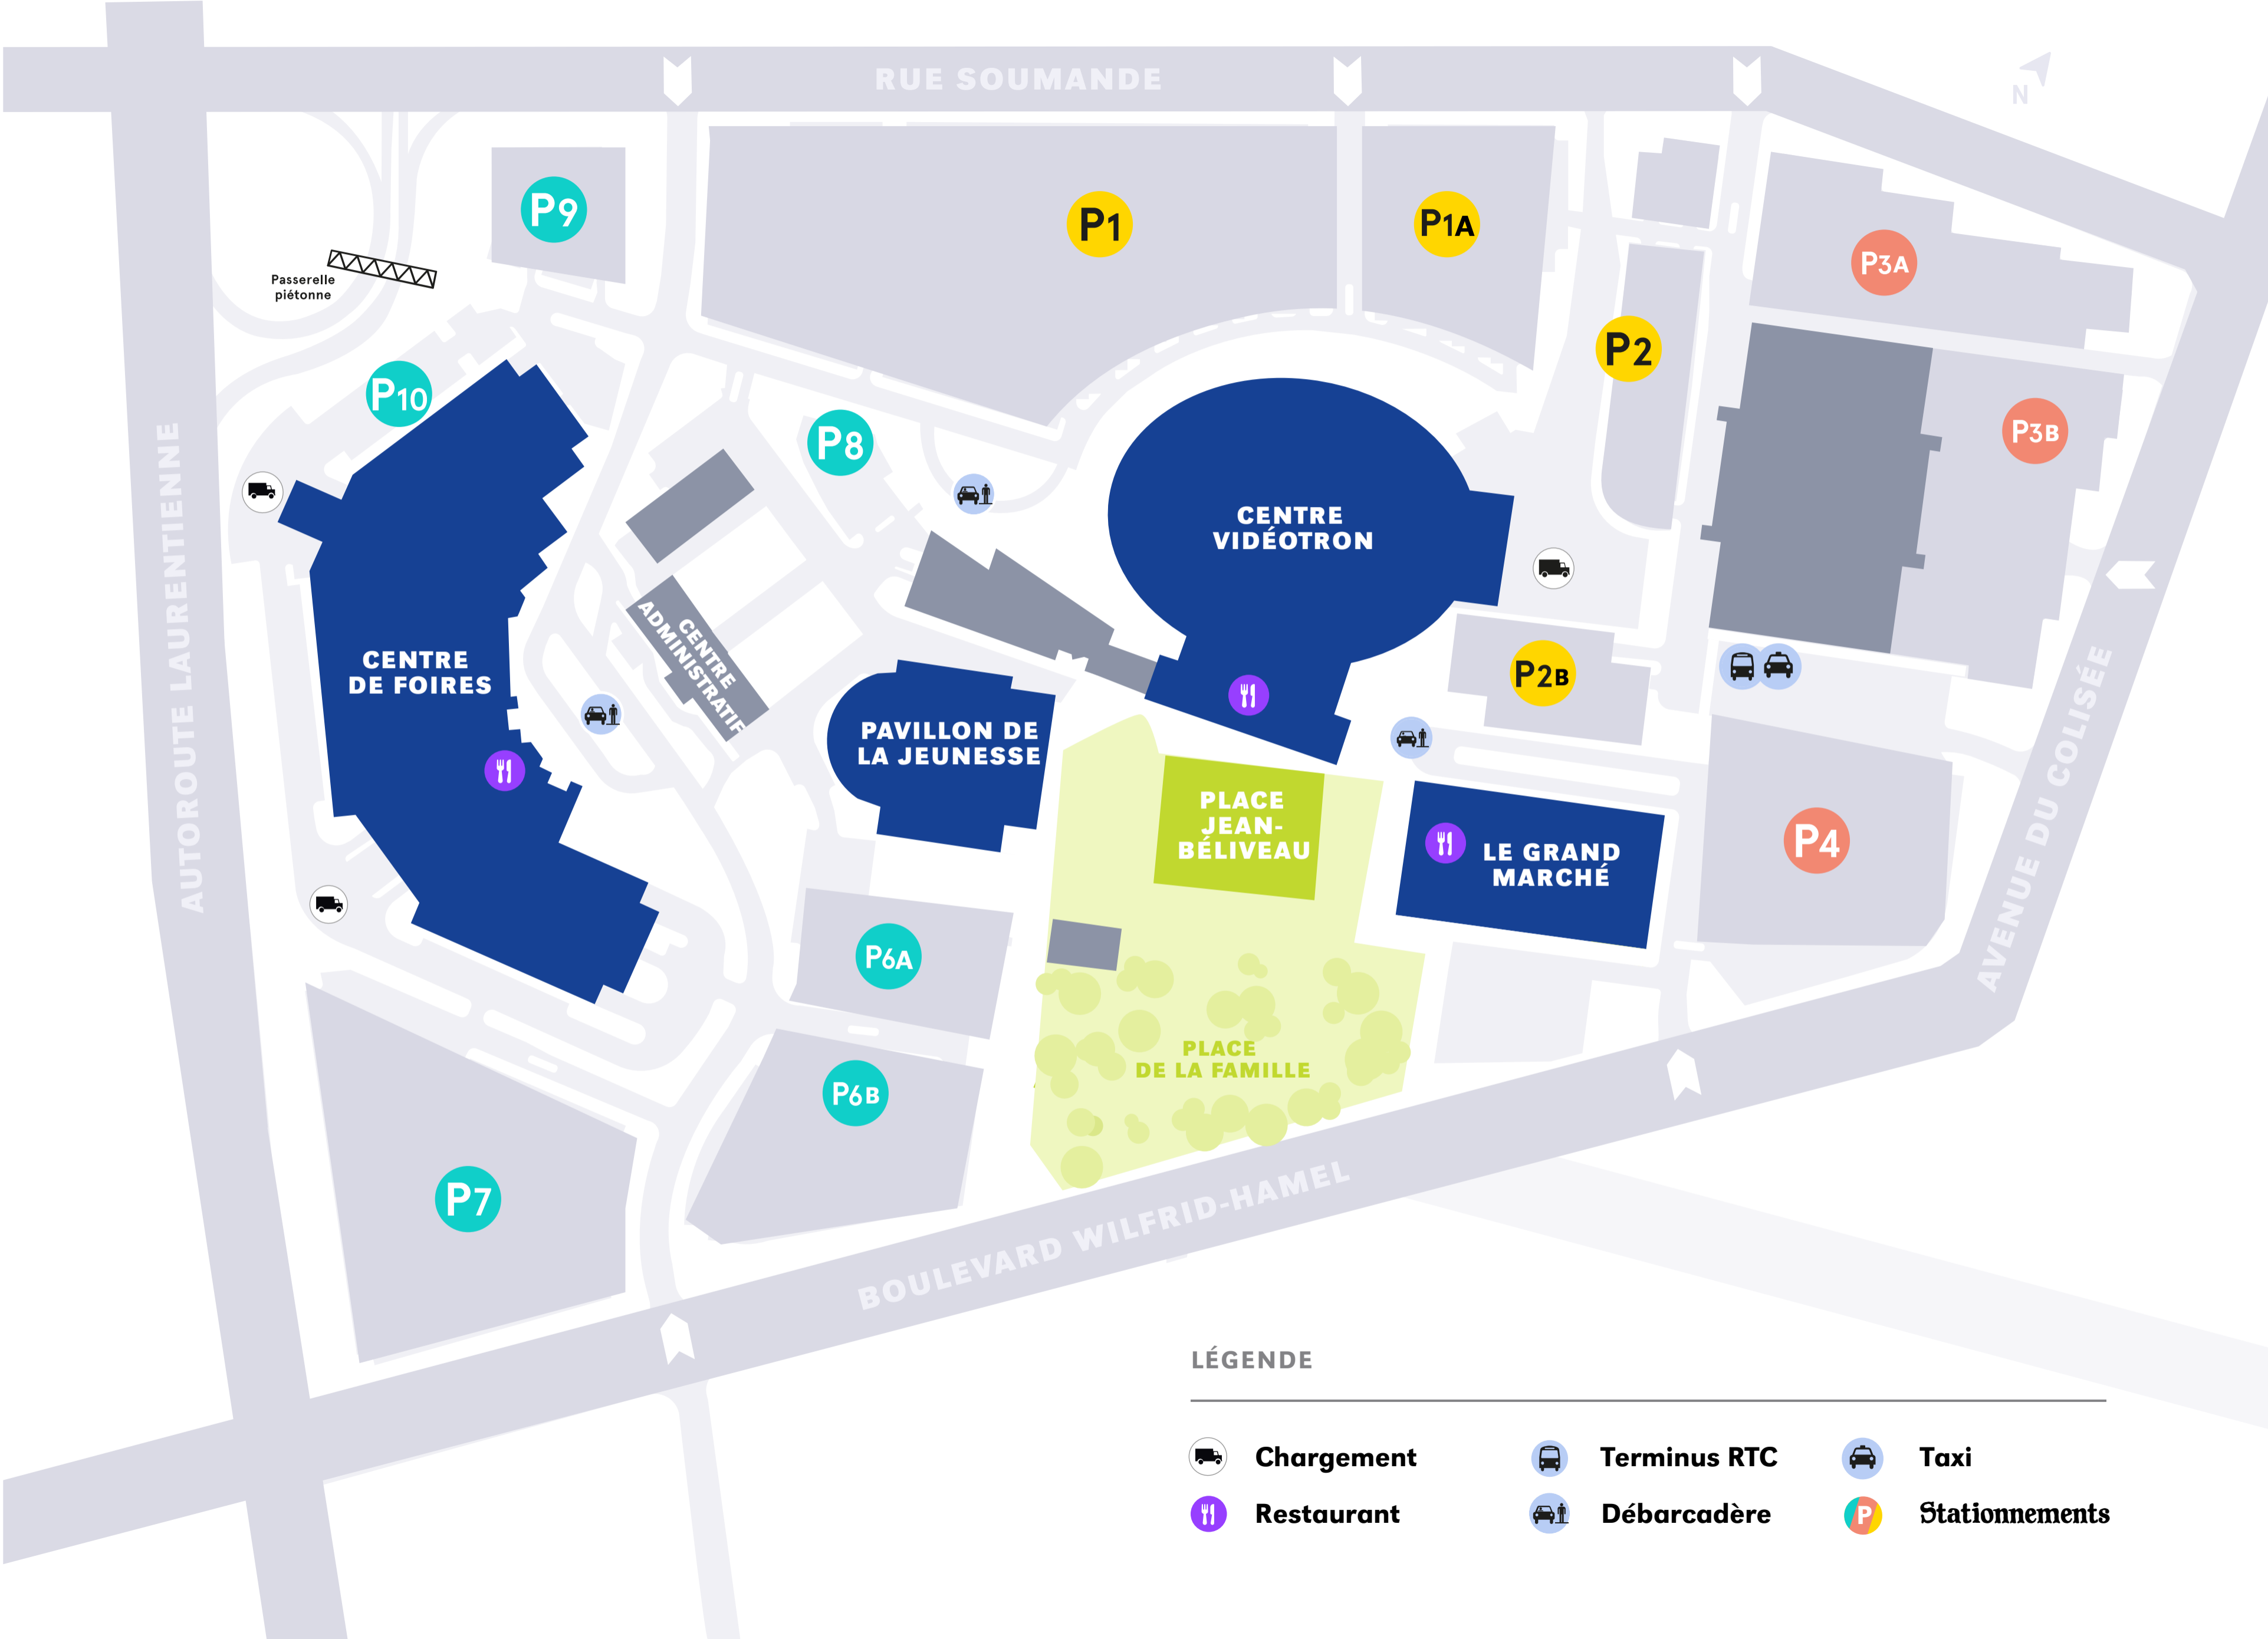 RUE SOUMANDE
N
P9
P1
P1A
P3A
Passerelle
piétonne
P2
P10
P3B
P8
AUTOROUTE LAURENTIENNE
CENTRE
VIDÉOTRON
CENTRE
DE FOIRES
CENTRE
ADMINISTRATIF
P2B
PAVILLON DE
LA JEUNESSE
PLACE
JEAN-
BÉLIVEAU
LE GRAND
MARCHÉ
P4
AVENUE DU COLISÉE
P6A
PLACE
DE LA FAMILLE
P6B
P7
BOULEVARD WILFRID-HAMEL
LÉGENDE
Chargement
Terminus RTC
Taxi
Restaurant
Débarcadère
P
Stationnements